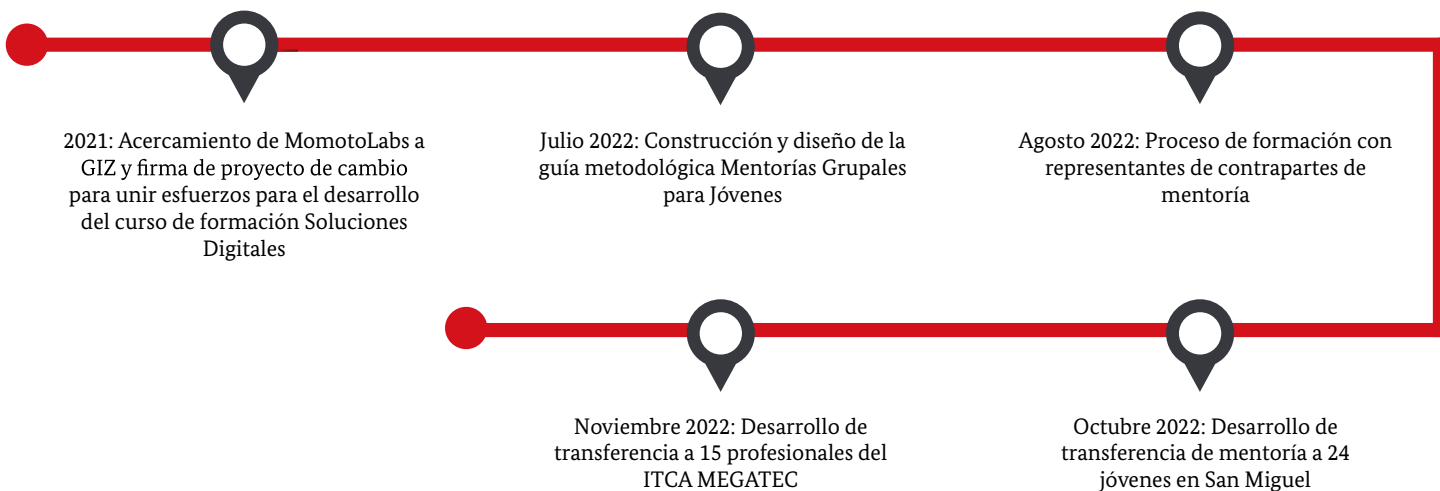 2021: Acercamiento de MomotoLabs a
GIZ y firma de proyecto de cambio
para unir esfuerzos para el desarrollo
del curso de formación Soluciones
Digitales
Julio 2022: Construcción y diseño de la
guía metodológica Mentorías Grupales
para Jóvenes
Agosto 2022: Proceso de formación con
representantes de contrapartes de
mentoría
Octubre 2022: Desarrollo de
transferencia de mentoría a 24
jóvenes en San Miguel
Noviembre 2022: Desarrollo de
transferencia a 15 profesionales del
ITCA MEGATEC